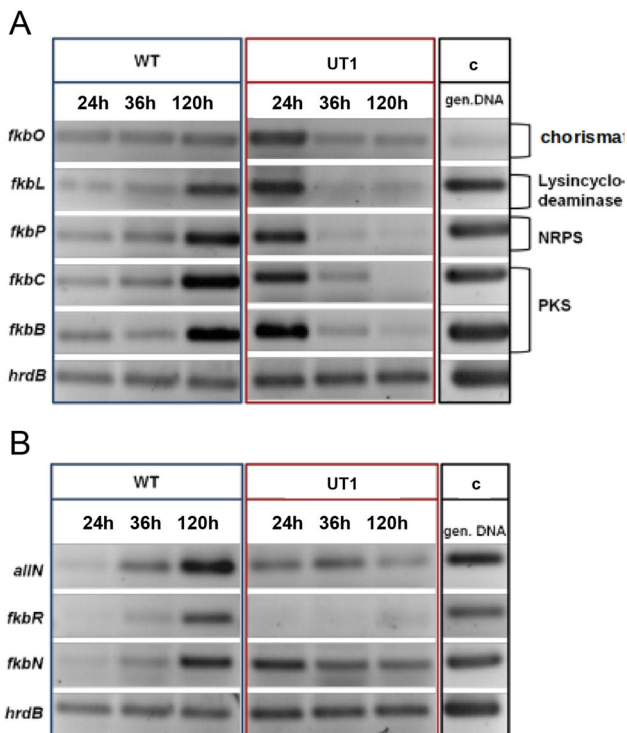 A
WT UT1 c
24h 36h 120h 24h 36h 120h gen.DNA
fkbO chorismat
fkbL Lysincyclo-
deaminase
fkbP NRPS
fkbC
PKS
fkbB
hrdB
B
WT UT1 c
24h 36h 120h 24h 36h 120h gen. DNA
allN
fkbR
fkbN
hrdB